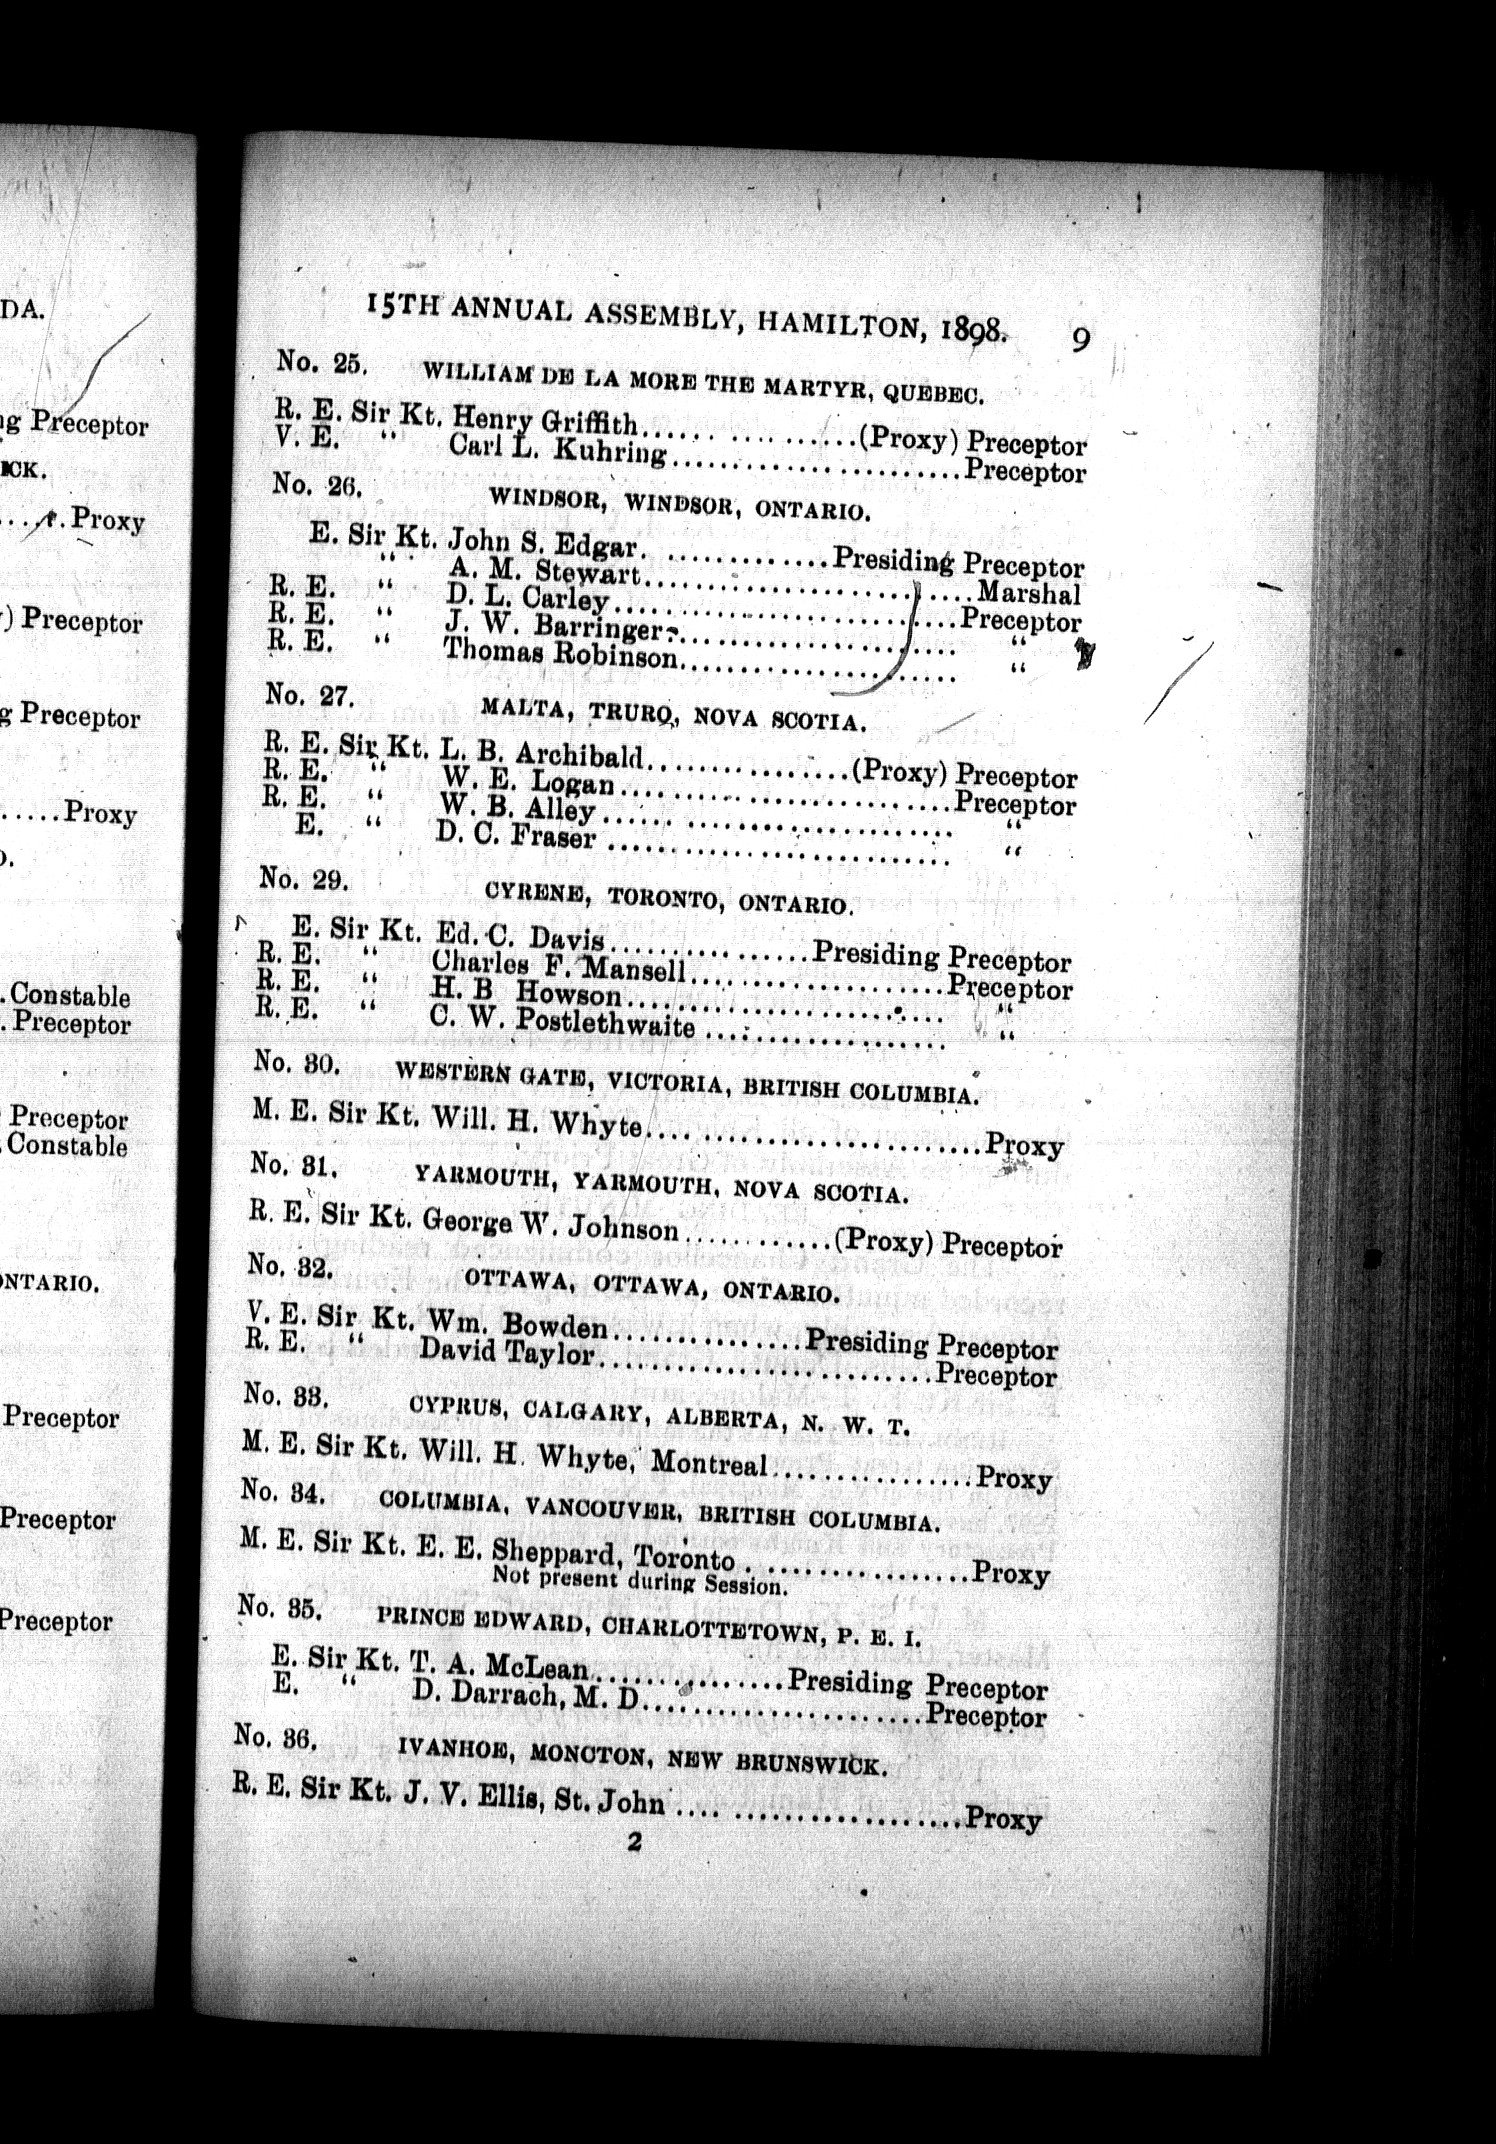 DA.
Preceptor
ICK.
Proxy
) Preceptor
g Preceptor
.....Proxy
O.
.Constable
. Preceptor
Preceptor
.Constable
ONTARIO.
Preceptor
Preceptor
Preceptor
15TH ANNUAL ASSEMBLY, HAMILTON, 1898. 9
No. 25. WILLIAM DE LA MORE THE MARTYR, QUEBEC.
R. E. Sir Kt. Henry Griffith...... .... ......(Proxy) Preceptor
V. E. “ Carl L. Kuhring........................Preceptor
No. 26. WINDSOR, WINDSOR, ONTARIO.
E. Sir Kt. John S. Edgar. .............Presiding Preceptor
“ A. M. Stewart............................Marshal
R. E. “ D. L. Carley.............................Preceptor
R. E. “ J. W. Barringer......................... “
R. E. “ Thomas Robinson....................... “
No. 27. MALTA, TRURO, NOVA SCOTIA.
R. E. Sir Kt. L. B. Archibald................(Proxy) Preceptor
R. E. “ W. E. Logan...........................Preceptor
R. E. “ W. B. Alley............................ “
E. “ D. C. Fraser ............................ “
No. 29. CYRENE, TORONTO, ONTARIO.
E. Sir Kt. Ed. C. Davis................Presiding Preceptor
R. E. “ Charles F. Mansell.....................Preceptor
R. E. “ H. B Howson.......................... “
R. E. “ C. W. Postlethwaite .................... “
No. 30. WESTERN GATE, VICTORIA, BRITISH COLUMBIA.
M. E. Sir Kt. Will. H. Whyte.... .......................Proxy
No. 31. YARMOUTH, YARMOUTH, NOVA SCOTIA.
R. E. Sir Kt. George W. Johnson............(Proxy) Preceptor
No. 32. OTTAWA, OTTAWA, ONTARIO.
V. E. Sir Kt. Wm. Bowden...............Presiding Preceptor
R. E. “ David Taylor...........................Preceptor
No. 33. CYPRUS, CALGARY, ALBERTA, N. W. T.
M. E. Sir Kt. Will. H. Whyte, Montreal................Proxy
No. 34. COLUMBIA, VANCOUVER, BRITISH COLUMBIA.
M. E. Sir Kt. E. E. Sheppard, Toronto ..................Proxy
Not present during Session.
No. 35. PRINCE EDWARD, CHARLOTTETOWN, P. E. I.
E. Sir Kt. T. A. McLean...............Presiding Preceptor
E. “ D. Darrach, M. D.......................Preceptor
No. 36. IVANHOE, MONCTON, NEW BRUNSWICK.
R. E. Sir Kt. J. V. Ellis, St. John .... ..................Proxy
2